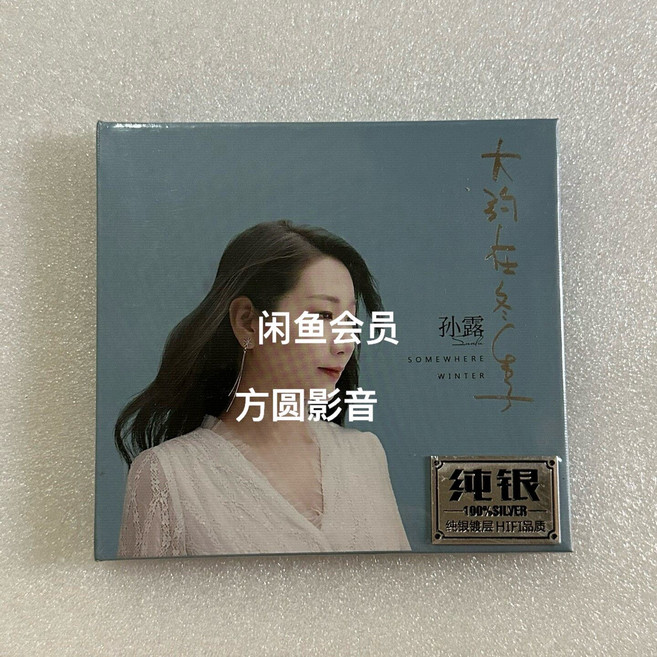 大约在冬季
孙露
Sunlu
SOMEWHERE
WINTER
闲鱼会员
方圆影音
纯银
100%SILVER
纯银镀层 HIFI品质